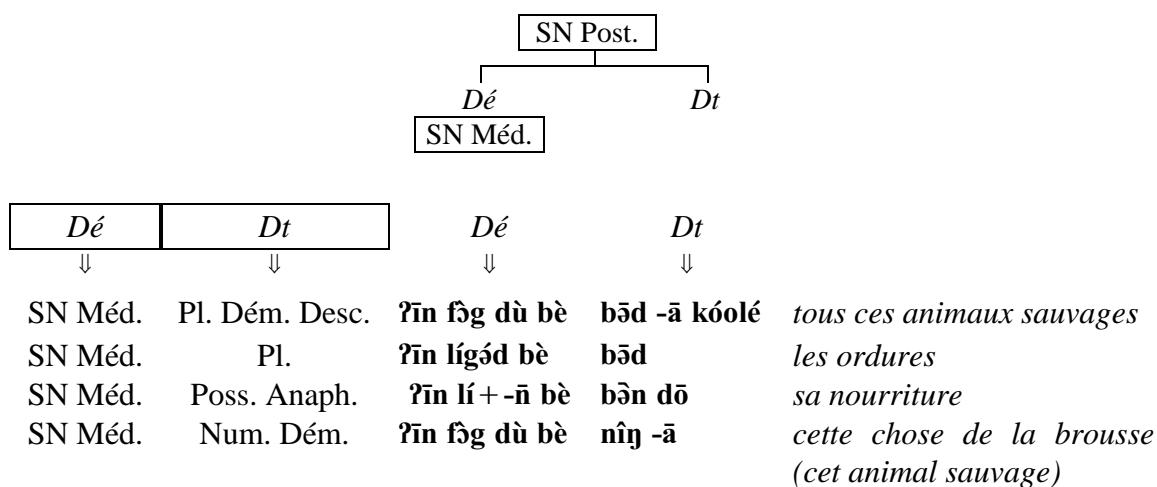 SN Post.
Dé Dt
SN Méd.
Dé Dt Dé Dt
⇓ ⇓ ⇓ ⇓
SN Méd. Pl. Dém. Desc. ʔīn fɔ̀g dù bè bə̄d -ā kóolé tous ces animaux sauvages
SN Méd. Pl. ʔīn lígə́d bè bə̄d les ordures
SN Méd. Poss. Anaph. ʔīn lí+-n̄ bè bə̀n dō sa nourriture
SN Méd. Num. Dém. ʔīn fɔ̀g dù bè nîŋ -ā cette chose de la brousse
(cet animal sauvage)